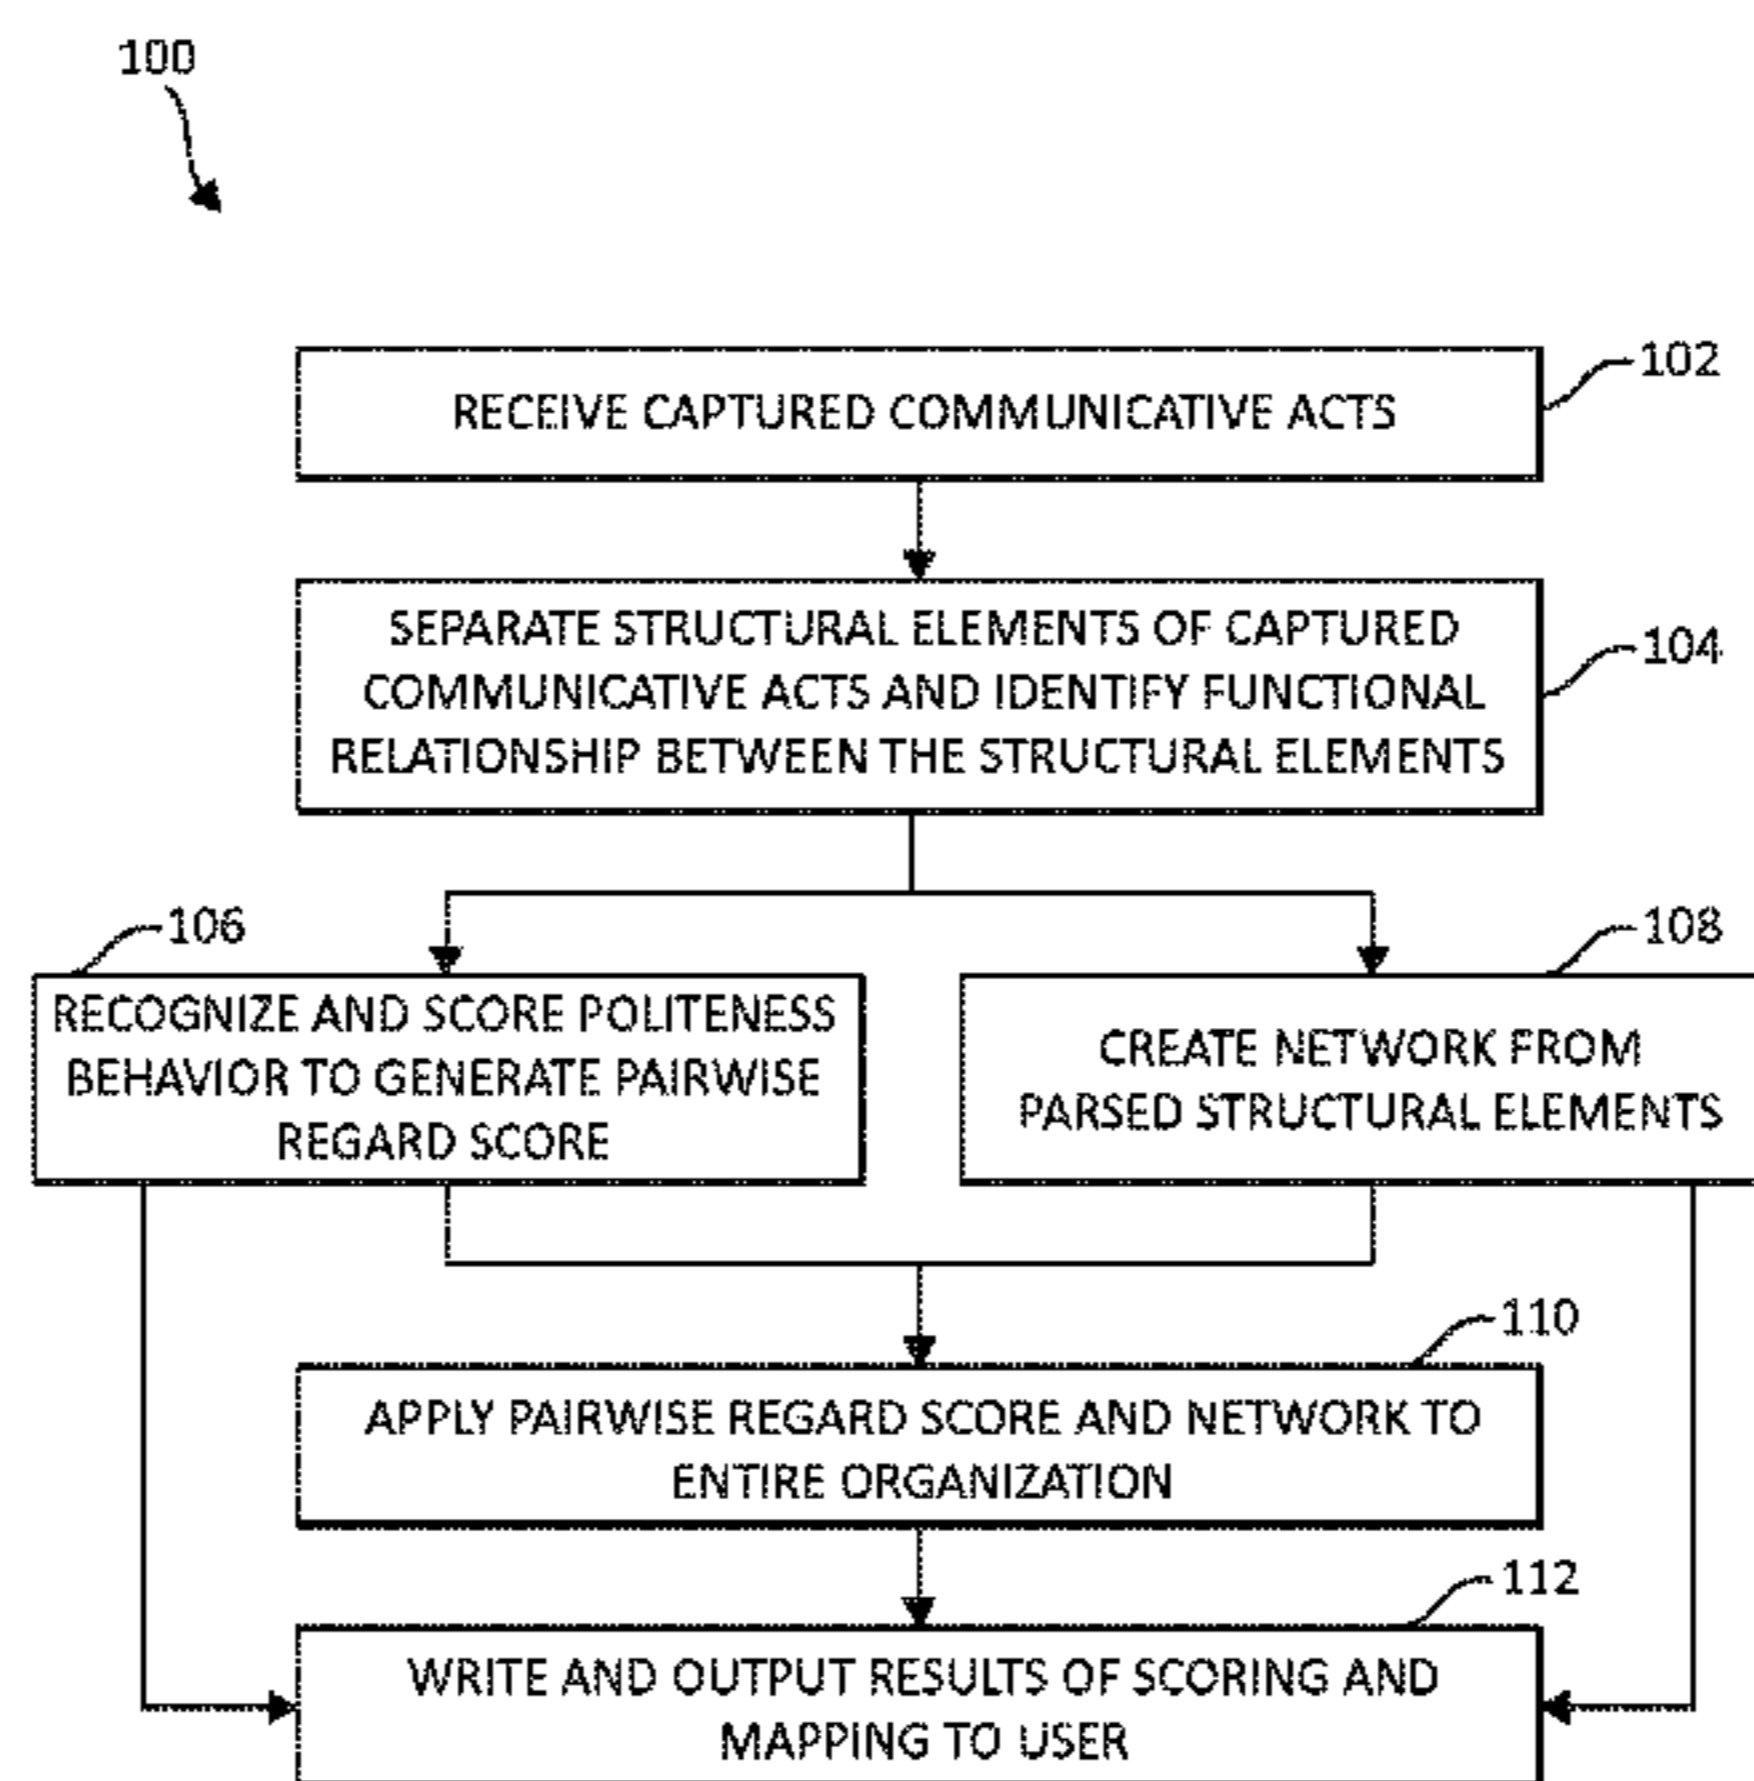 100
RECEIVE CAPTURED COMMUNICATIVE ACTS
102
SEPARATE STRUCTURAL ELEMENTS OF CAPTURED
COMMUNICATIVE ACTS AND IDENTIFY FUNCTIONAL
RELATIONSHIP BETWEEN THE STRUCTURAL ELEMENTS
104
106
RECOGNIZE AND SCORE POLITENESS
BEHAVIOR TO GENERATE PAIRWISE
REGARD SCORE
108
CREATE NETWORK FROM
PARSED STRUCTURAL ELEMENTS
110
APPLY PAIRWISE REGARD SCORE AND NETWORK TO
ENTIRE ORGANIZATION
112
WRITE AND OUTPUT RESULTS OF SCORING AND
MAPPING TO USER